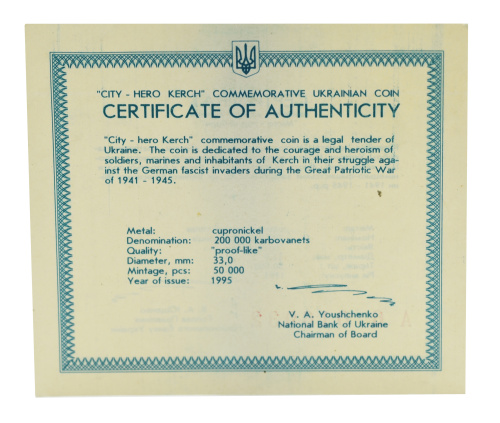 "CITY - HERO KERCH" COMMEMORATIVE UKRAINIAN COIN
CERTIFICATE OF AUTHENTICITY
"City - hero Kerch" commemorative coin is a legal tender of
Ukraine. The coin is dedicated to the courage and heroism of
soldiers, marines and inhabitants of Kerch in their struggle aga-
inst the German fascist invaders during the Great Patriotic War
of 1941 - 1945.
Metal: cupronickel
Denomination: 200 000 karbovanets
Quality: "proof-like"
Diameter, mm: 33,0
Mintage, pcs: 50 000
Year of issue: 1995
V. A. Youshchenko
National Bank of Ukraine
Chairman of Board